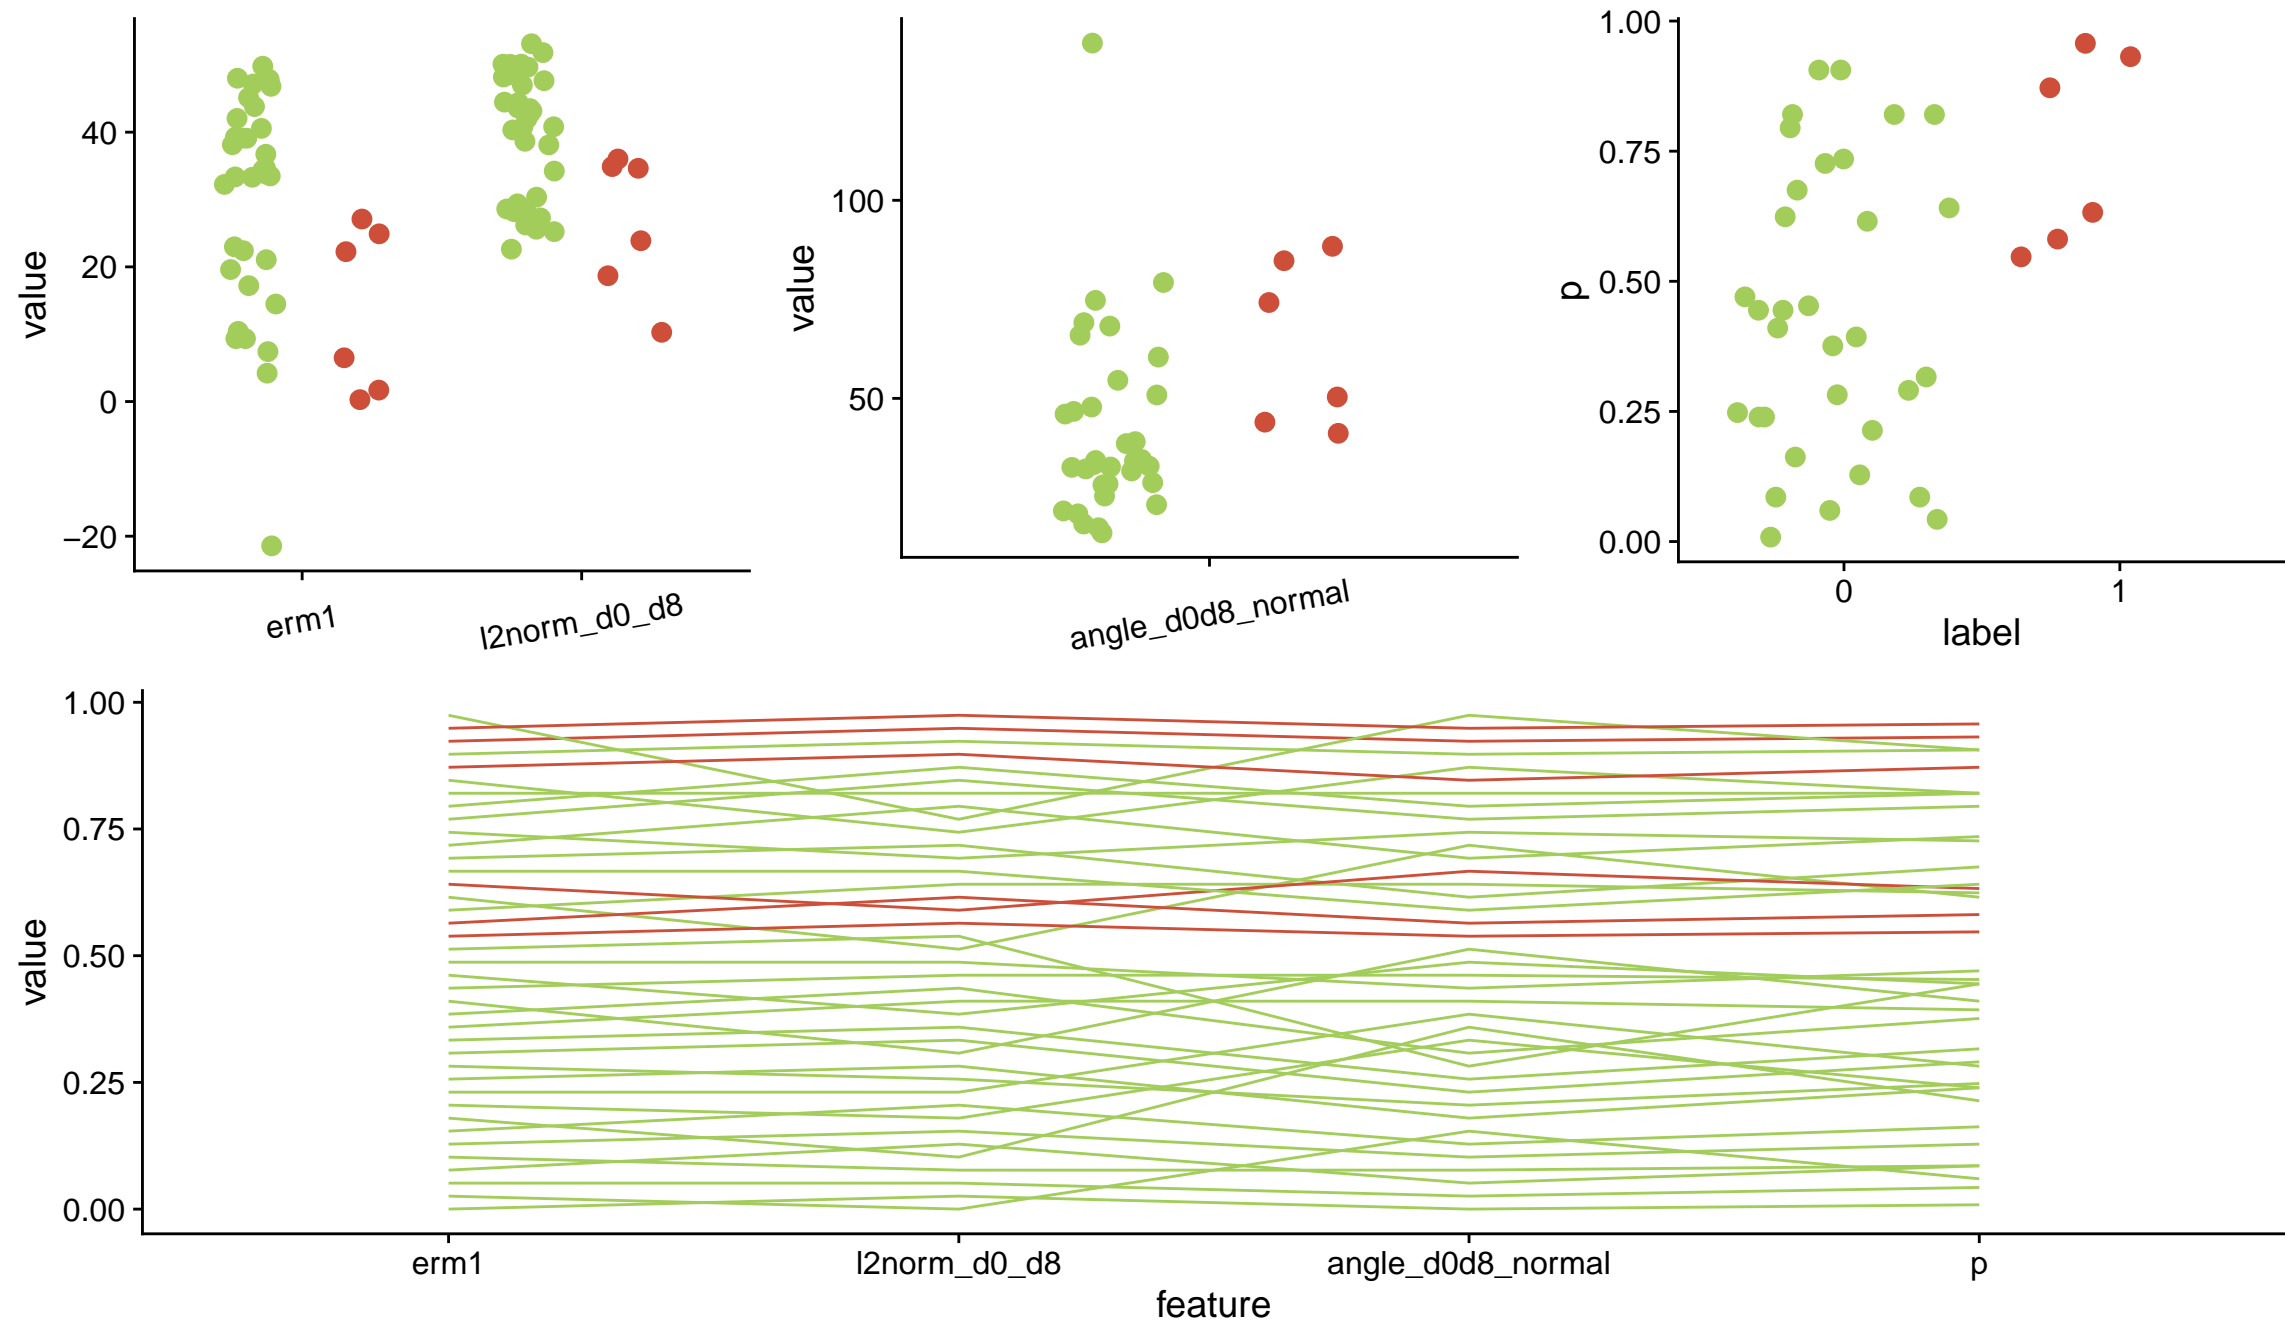 value
40
20
0
−20
erm1
l2norm_d0_d8
value
100
50
angle_d0d8_normal
p
1.00
0.75
0.50
0.25
0.00
0
1
label
value
1.00
0.75
0.50
0.25
0.00
erm1
l2norm_d0_d8
angle_d0d8_normal
p
feature